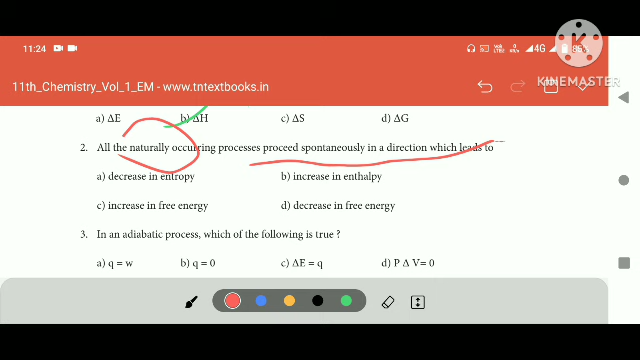 11:24
4G 85%
KINEMASTER
11th_Chemistry_Vol_1_EM - www.tntextbooks.in
a) ΔE b) ΔH c) ΔS d) ΔG
2. All the naturally occurring processes proceed spontaneously in a direction which leads to
a) decrease in entropy b) increase in enthalpy
c) increase in free energy d) decrease in free energy
3. In an adiabatic process, which of the following is true ?
a) q = w b) q = 0 c) ΔE = q d) P Δ V= 0